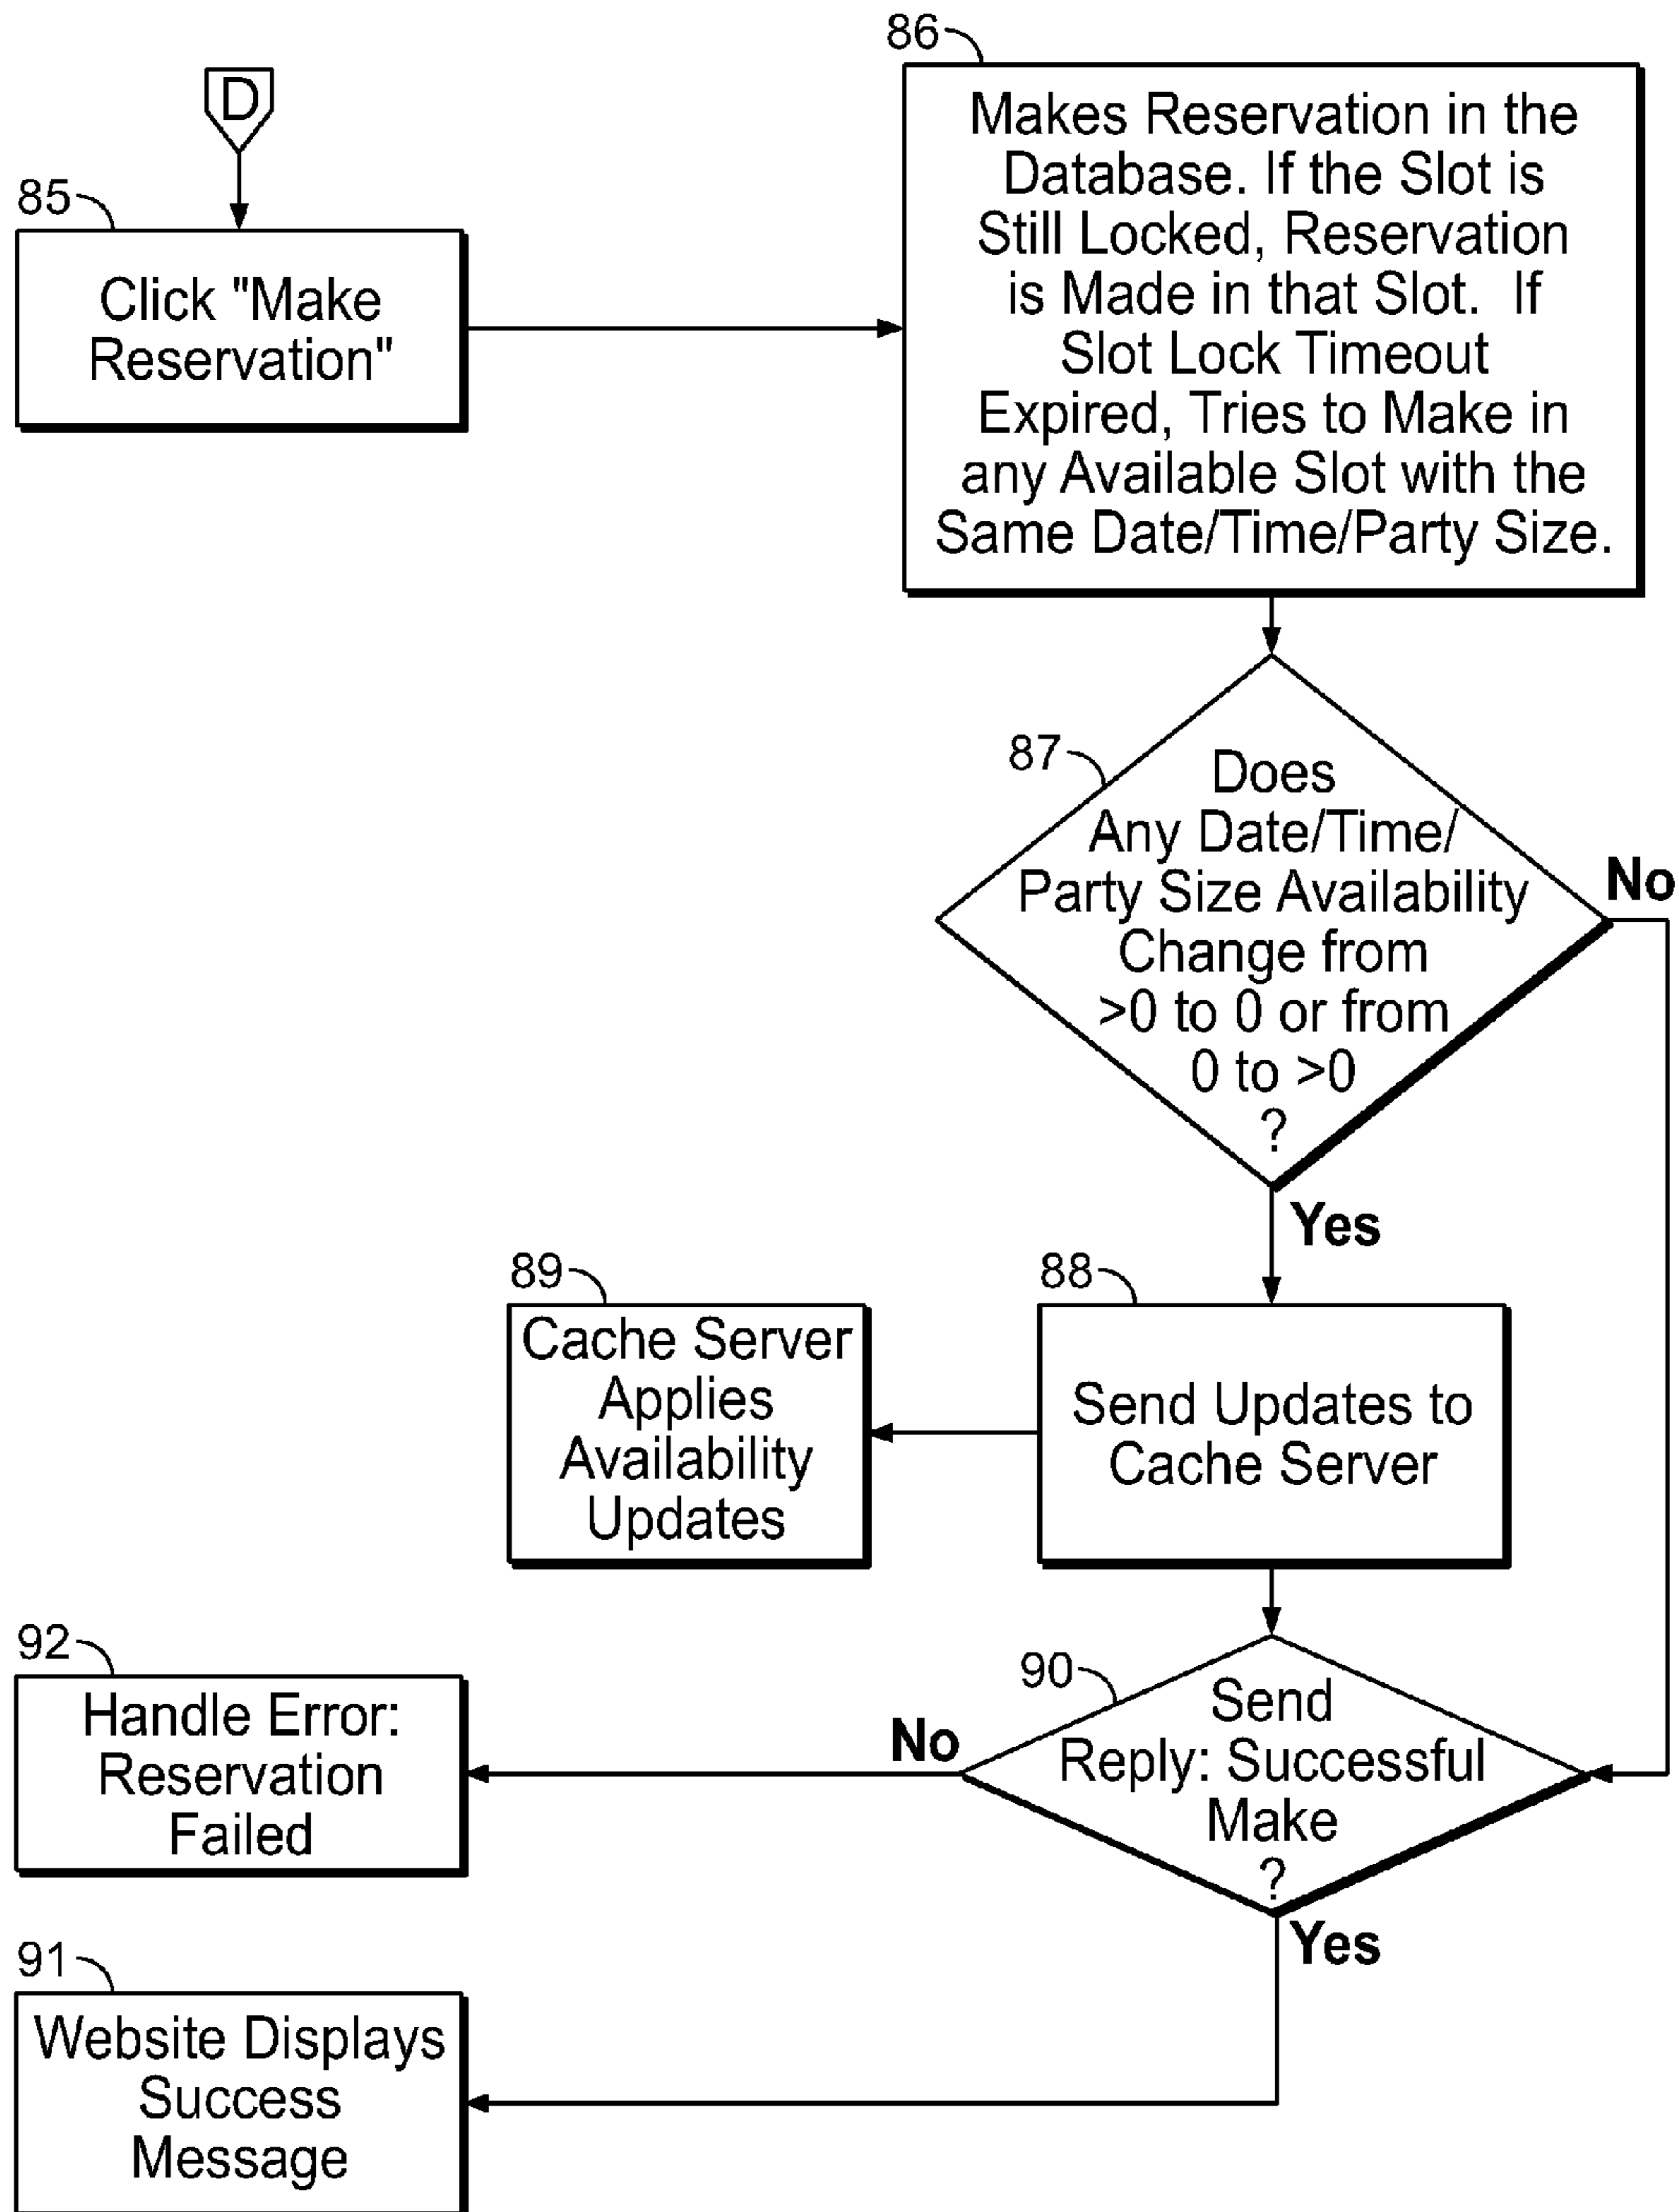 D
85
Click "Make
Reservation"
86
Makes Reservation in the
Database. If the Slot is
Still Locked, Reservation
is Made in that Slot.  If
Slot Lock Timeout
Expired, Tries to Make in
any Available Slot with the
Same Date/Time/Party Size.
87
Does
Any Date/Time/
Party Size Availability
Change from
>0 to 0 or from
0 to >0
?
No
Yes
88
Send Updates to
Cache Server
89
Cache Server
Applies
Availability
Updates
90
Send
Reply: Successful
Make
?
No
Yes
92
Handle Error:
Reservation
Failed
91
Website Displays
Success
Message